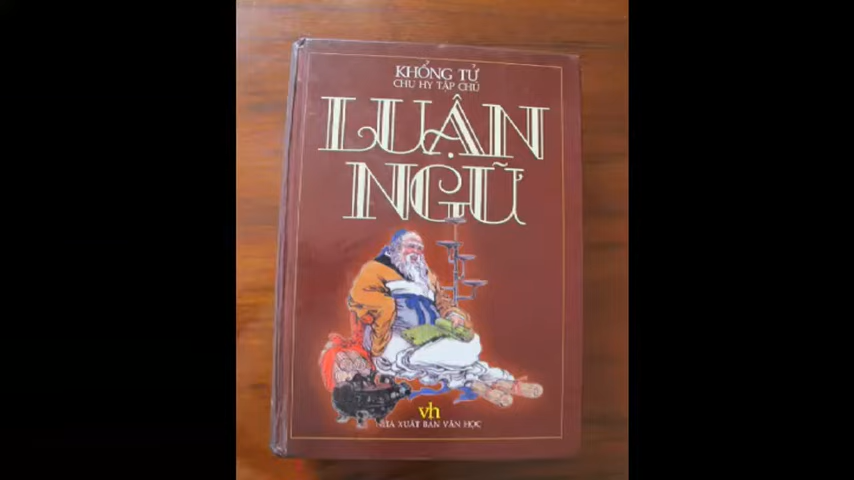 KHỔNG TỬ
CHU HY TẬP CHÚ
LUẬN
NGỮ
vh
NHÀ XUẤT BẢN VĂN HỌC